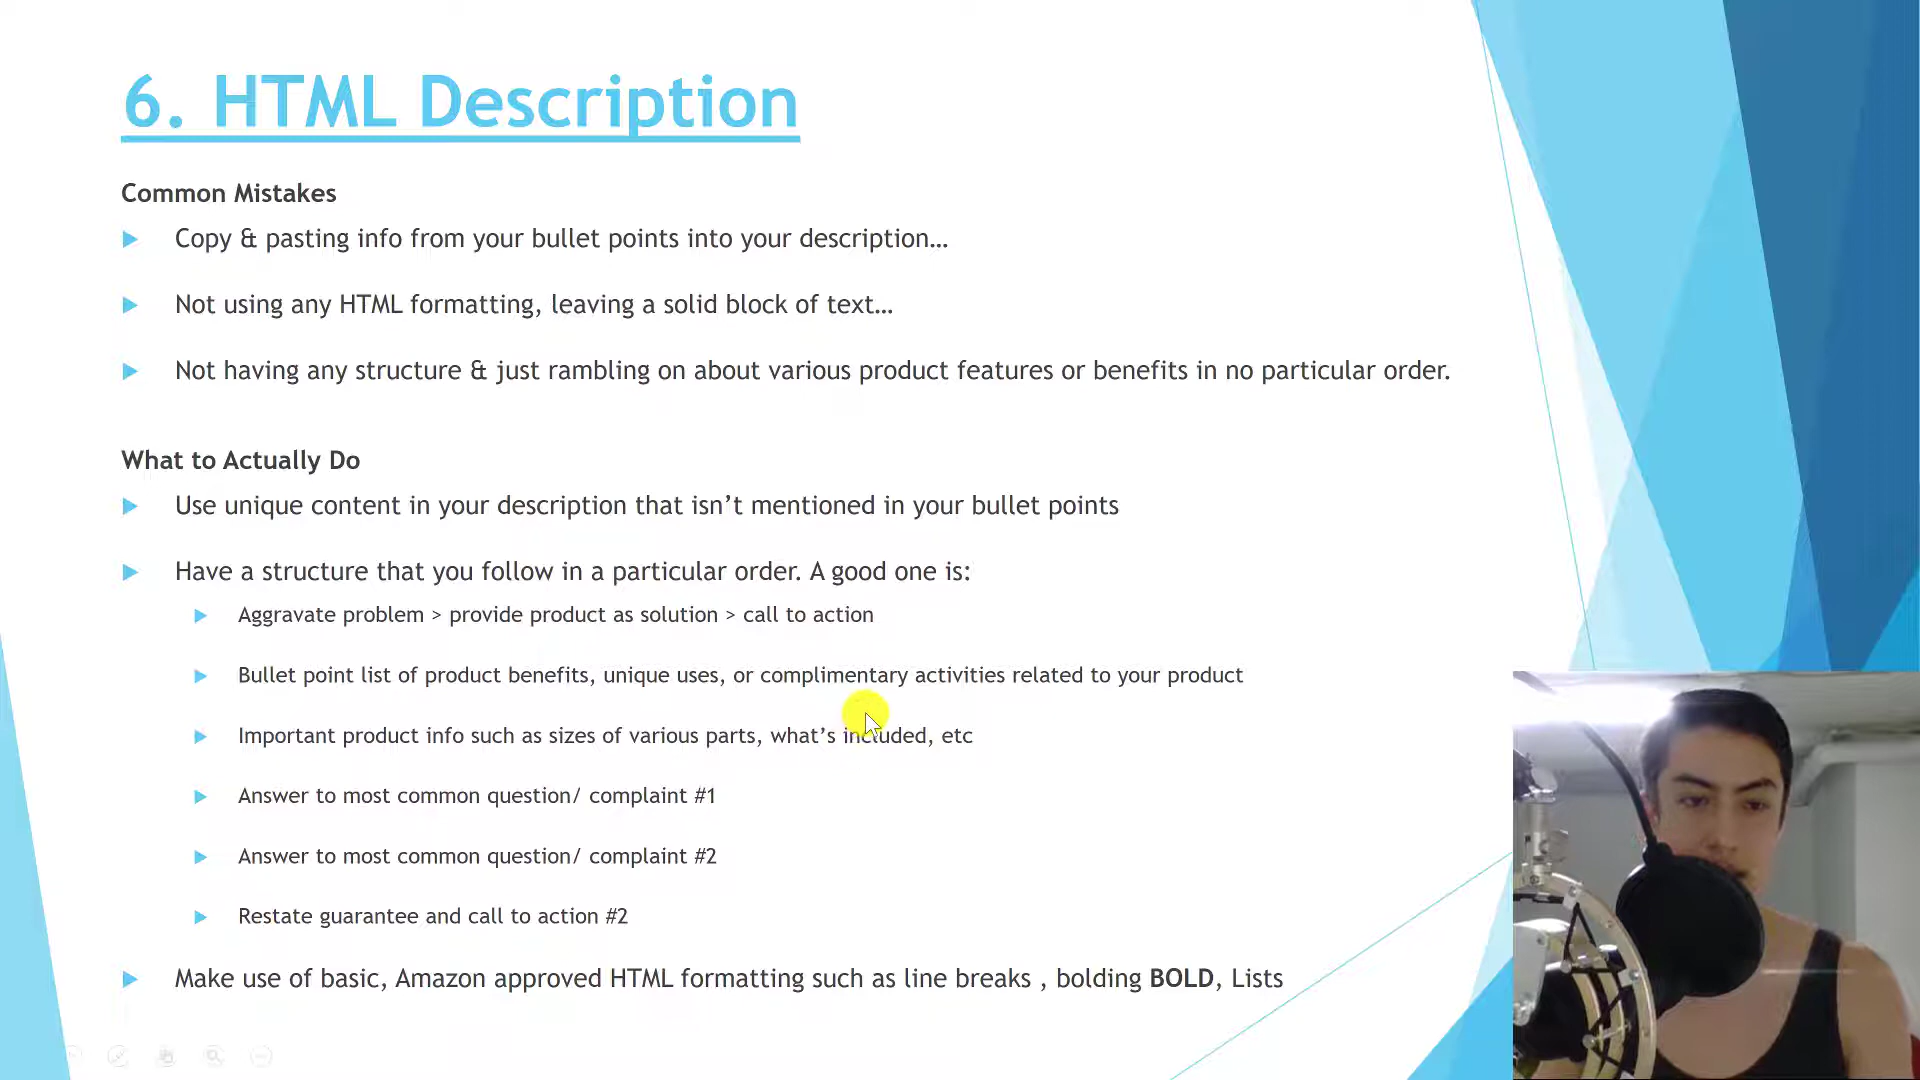 6. HTML Description
Common Mistakes
Copy & pasting info from your bullet points into your description…
Not using any HTML formatting, leaving a solid block of text…
Not having any structure & just rambling on about various product features or benefits in no particular order.
What to Actually Do
Use unique content in your description that isn’t mentioned in your bullet points
Have a structure that you follow in a particular order. A good one is:
Aggravate problem > provide product as solution > call to action
Bullet point list of product benefits, unique uses, or complimentary activities related to your product
Important product info such as sizes of various parts, what’s included, etc
Answer to most common question/ complaint #1
Answer to most common question/ complaint #2
Restate guarantee and call to action #2
Make use of basic, Amazon approved HTML formatting such as line breaks , bolding BOLD, Lists